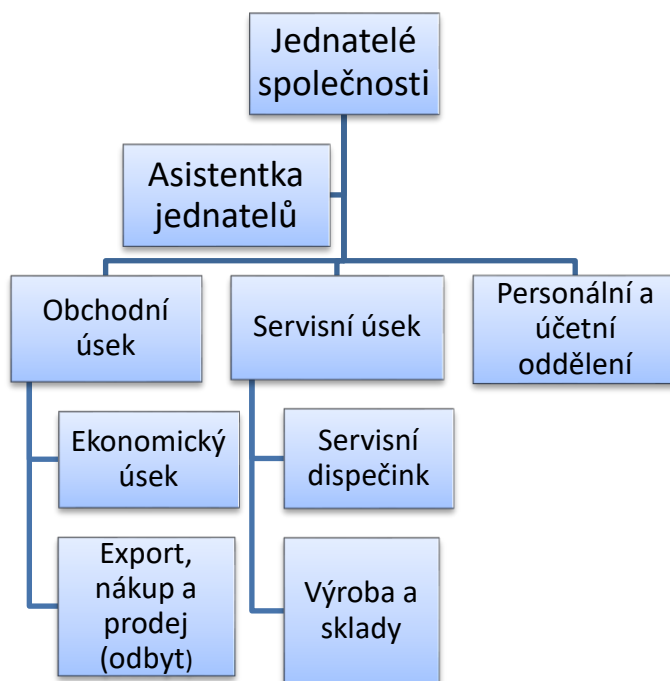 Jednatelé
společnosti
Asistentka
jednatelů
Obchodní
úsek
Servisní úsek
Personální a
účetní
oddělení
Ekonomický
úsek
Servisní
dispečink
Export,
nákup a
prodej
(odbyt)
Výroba a
sklady